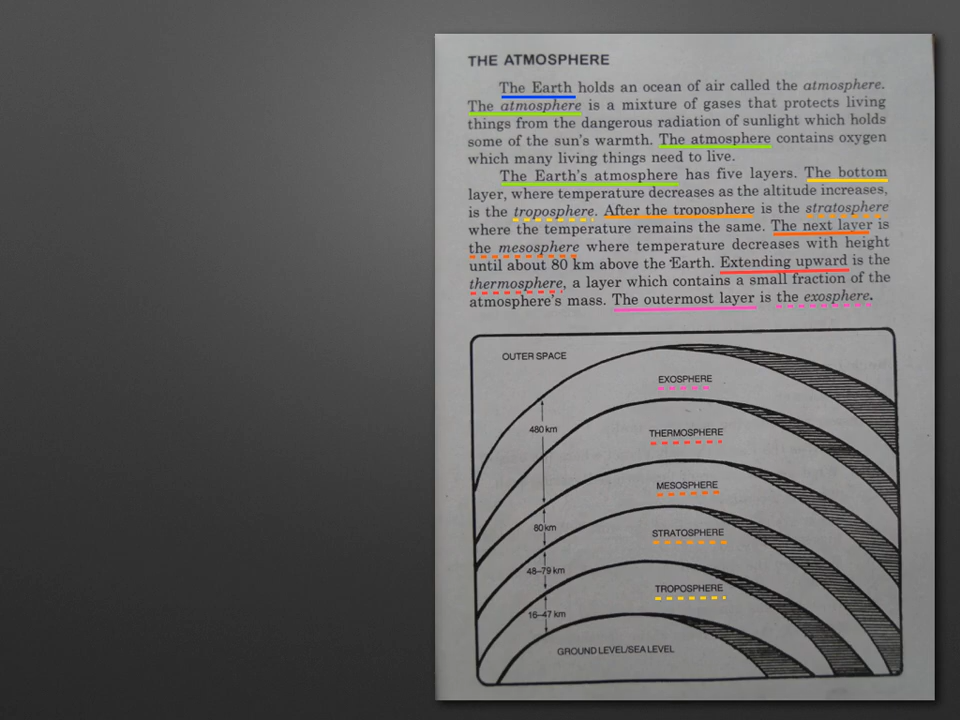 THE ATMOSPHERE
The Earth holds an ocean of air called the atmosphere.
The atmosphere is a mixture of gases that protects living
things from the dangerous radiation of sunlight which holds
some of the sun's warmth. The atmosphere contains oxygen
which many living things need to live.
The Earth's atmosphere has five layers. The bottom
layer, where temperature decreases as the altitude increases,
is the troposphere. After the troposphere is the stratosphere
where the temperature remains the same. The next layer is
the mesosphere where temperature decreases with height
until about 80 km above the Earth. Extending upward is the
thermosphere, a layer which contains a small fraction of the
atmosphere's mass. The outermost layer is the exosphere.
OUTER SPACE
EXOSPHERE
480 km
THERMOSPHERE
MESOSPHERE
80 km
STRATOSPHERE
48–79 km
TROPOSPHERE
16–47 km
GROUND LEVEL/SEA LEVEL